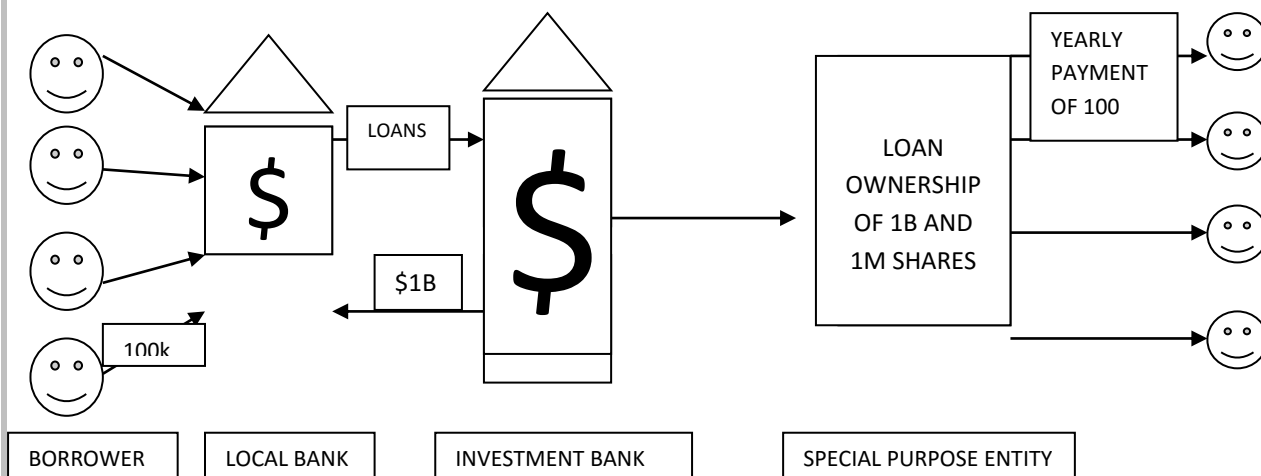 YEARLY
PAYMENT
OF 100
LOANS
$
$
LOAN
OWNERSHIP
OF 1B AND
1M SHARES
$1B
100k
BORROWER
LOCAL BANK
INVESTMENT BANK
SPECIAL PURPOSE ENTITY